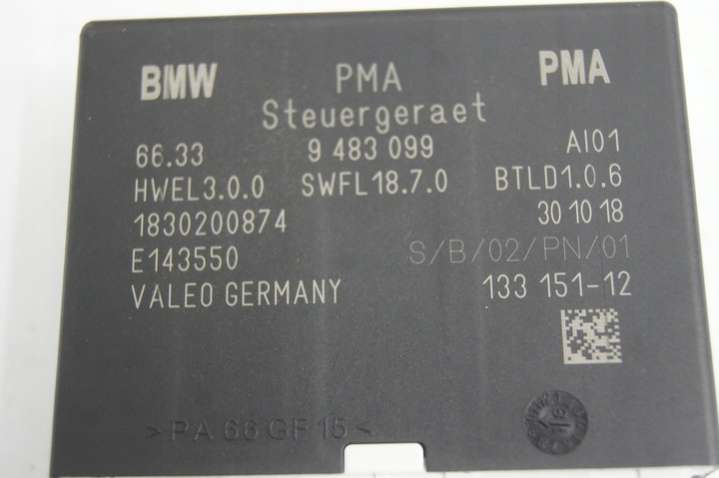 BMW PMA PMA
Steuergeraet
66.33 9 483 099 AI01
HWEL3.0.0 SWFL18.7.0 BTLD1.0.6
1830200874 30 10 18
E143550 S/B/02/PN/01
VALEO GERMANY 133 151-12
>PA 66 GF 15<